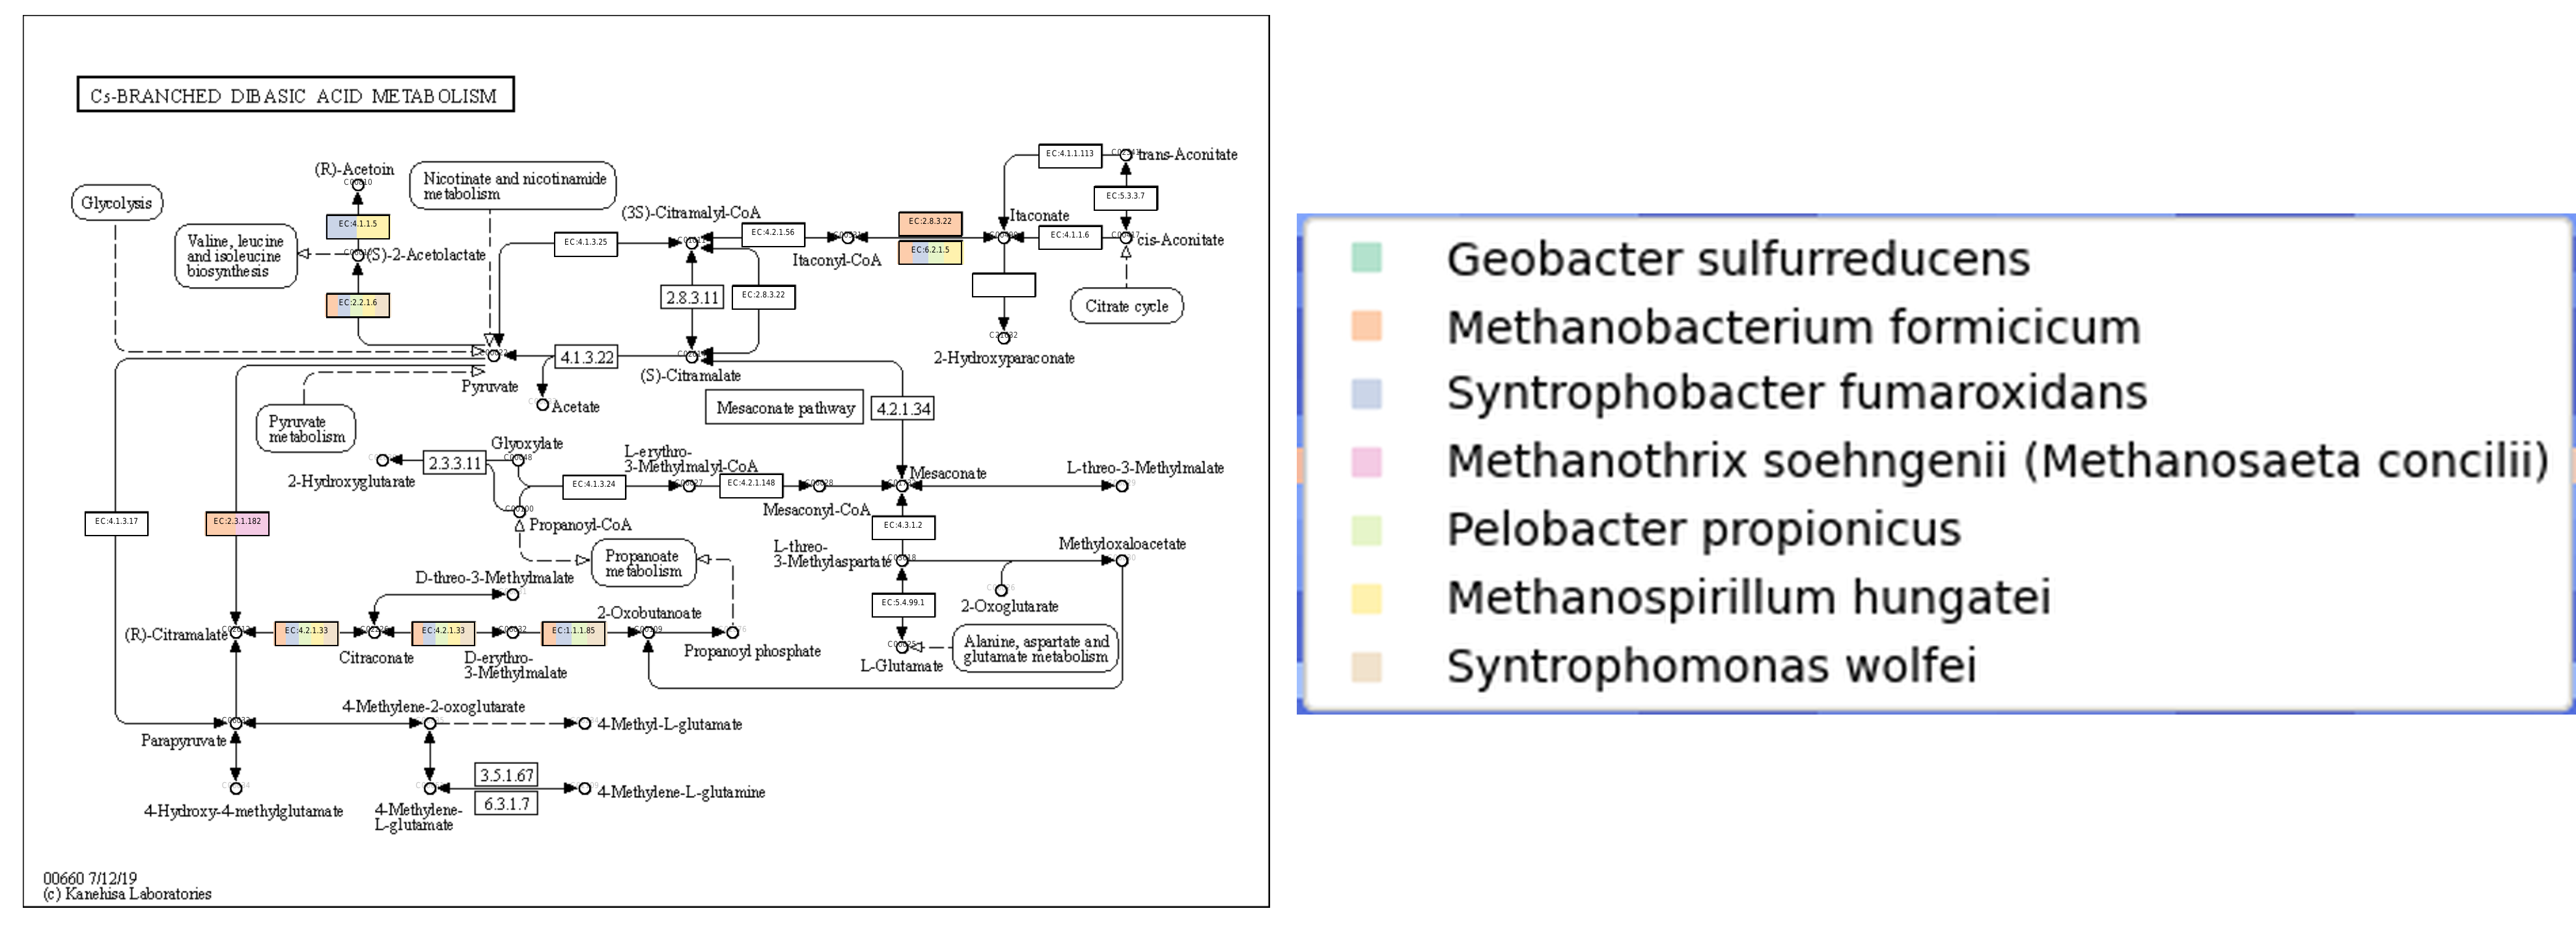 C5-BRANCHED DIBASIC ACID METABOLISM
Glycolysis
(R)-Acetoin
C00810
EC:4.1.1.5
Valine, leucine
and isoleucine
biosynthesis
(S)-2-Acetolactate
EC:2.2.1.6
Nicotinate and nicotinamide
metabolism
(3S)-Citramalyl-CoA
EC:4.1.3.25
EC:4.2.1.56
Itaconyl-CoA
EC:2.8.3.22
EC:6.2.1.5
Itaconate
EC:4.1.1.6
EC:4.1.1.113
trans-Aconitate
EC:5.3.3.7
cis-Aconitate
Citrate cycle
2-Hydroxyparaconate
2.8.3.11
EC:2.8.3.22
4.1.3.22
(S)-Citramalate
Pyruvate
Acetate
Pyruvate
metabolism
Mesaconate pathway
4.2.1.34
Glyoxylate
2.3.3.11
2-Hydroxyglutarate
EC:4.1.3.24
L-erythro-
3-Methylmalyl-CoA
EC:4.2.1.148
Mesaconyl-CoA
Mesaconate
L-threo-3-Methylmalate
Propanoyl-CoA
EC:4.1.3.17
EC:2.3.1.182
EC:4.3.1.2
Propanoate
metabolism
L-threo-
3-Methylaspartate
Methyloxaloacetate
D-threo-3-Methylmalate
EC:5.4.99.1
2-Oxoglutarate
2-Oxobutanoate
(R)-Citramalate
EC:4.2.1.33
Citraconate
EC:4.2.1.33
D-erythro-
3-Methylmalate
EC:1.1.1.85
Propanoyl phosphate
L-Glutamate
Alanine, aspartate and
glutamate metabolism
4-Methylene-2-oxoglutarate
4-Methyl-L-glutamate
Parapyruvate
3.5.1.67
6.3.1.7
4-Methylene-L-glutamine
4-Hydroxy-4-methylglutamate
4-Methylene-
L-glutamate
00660 7/12/19
(c) Kanehisa Laboratories
Geobacter sulfurreducens
Methanobacterium formicicum
Syntrophobacter fumaroxidans
Methanothrix soehngenii (Methanosaeta concilii)
Pelobacter propionicus
Methanospirillum hungatei
Syntrophomonas wolfei